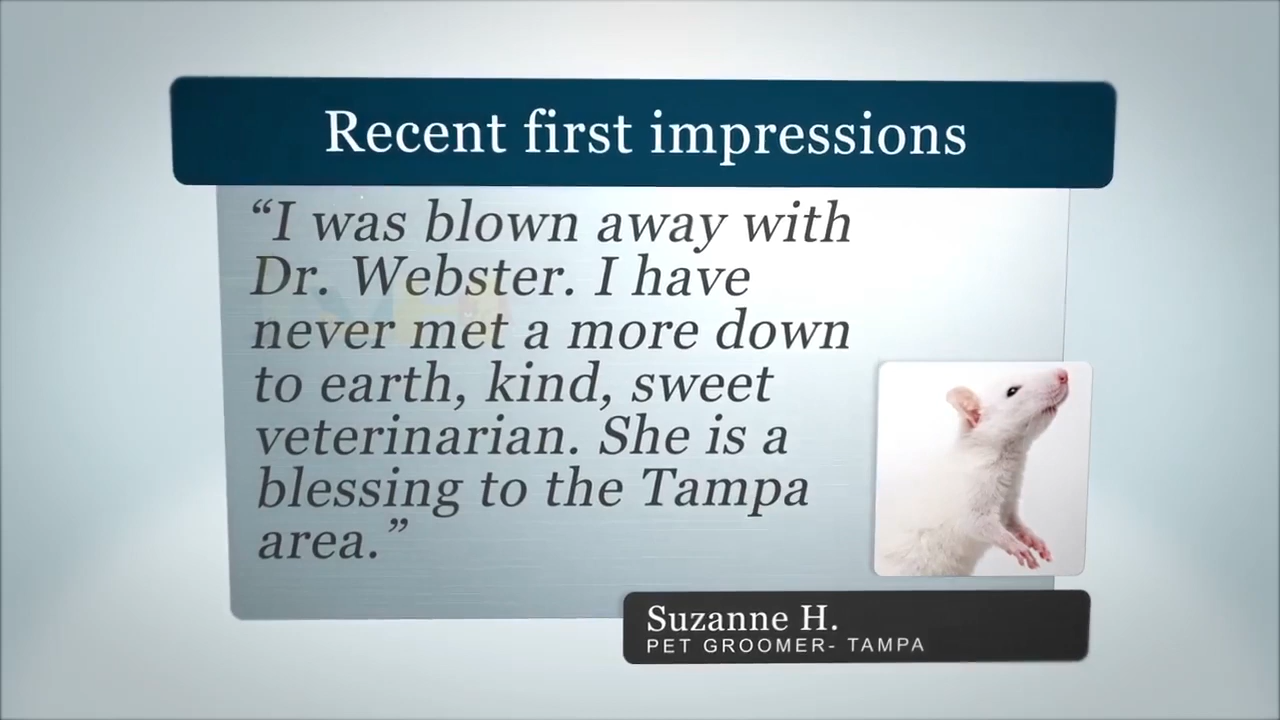 Recent first impressions
“I was blown away with
Dr. Webster. I have
never met a more down
to earth, kind, sweet
veterinarian. She is a
blessing to the Tampa
area.”
Suzanne H.
PET GROOMER- TAMPA